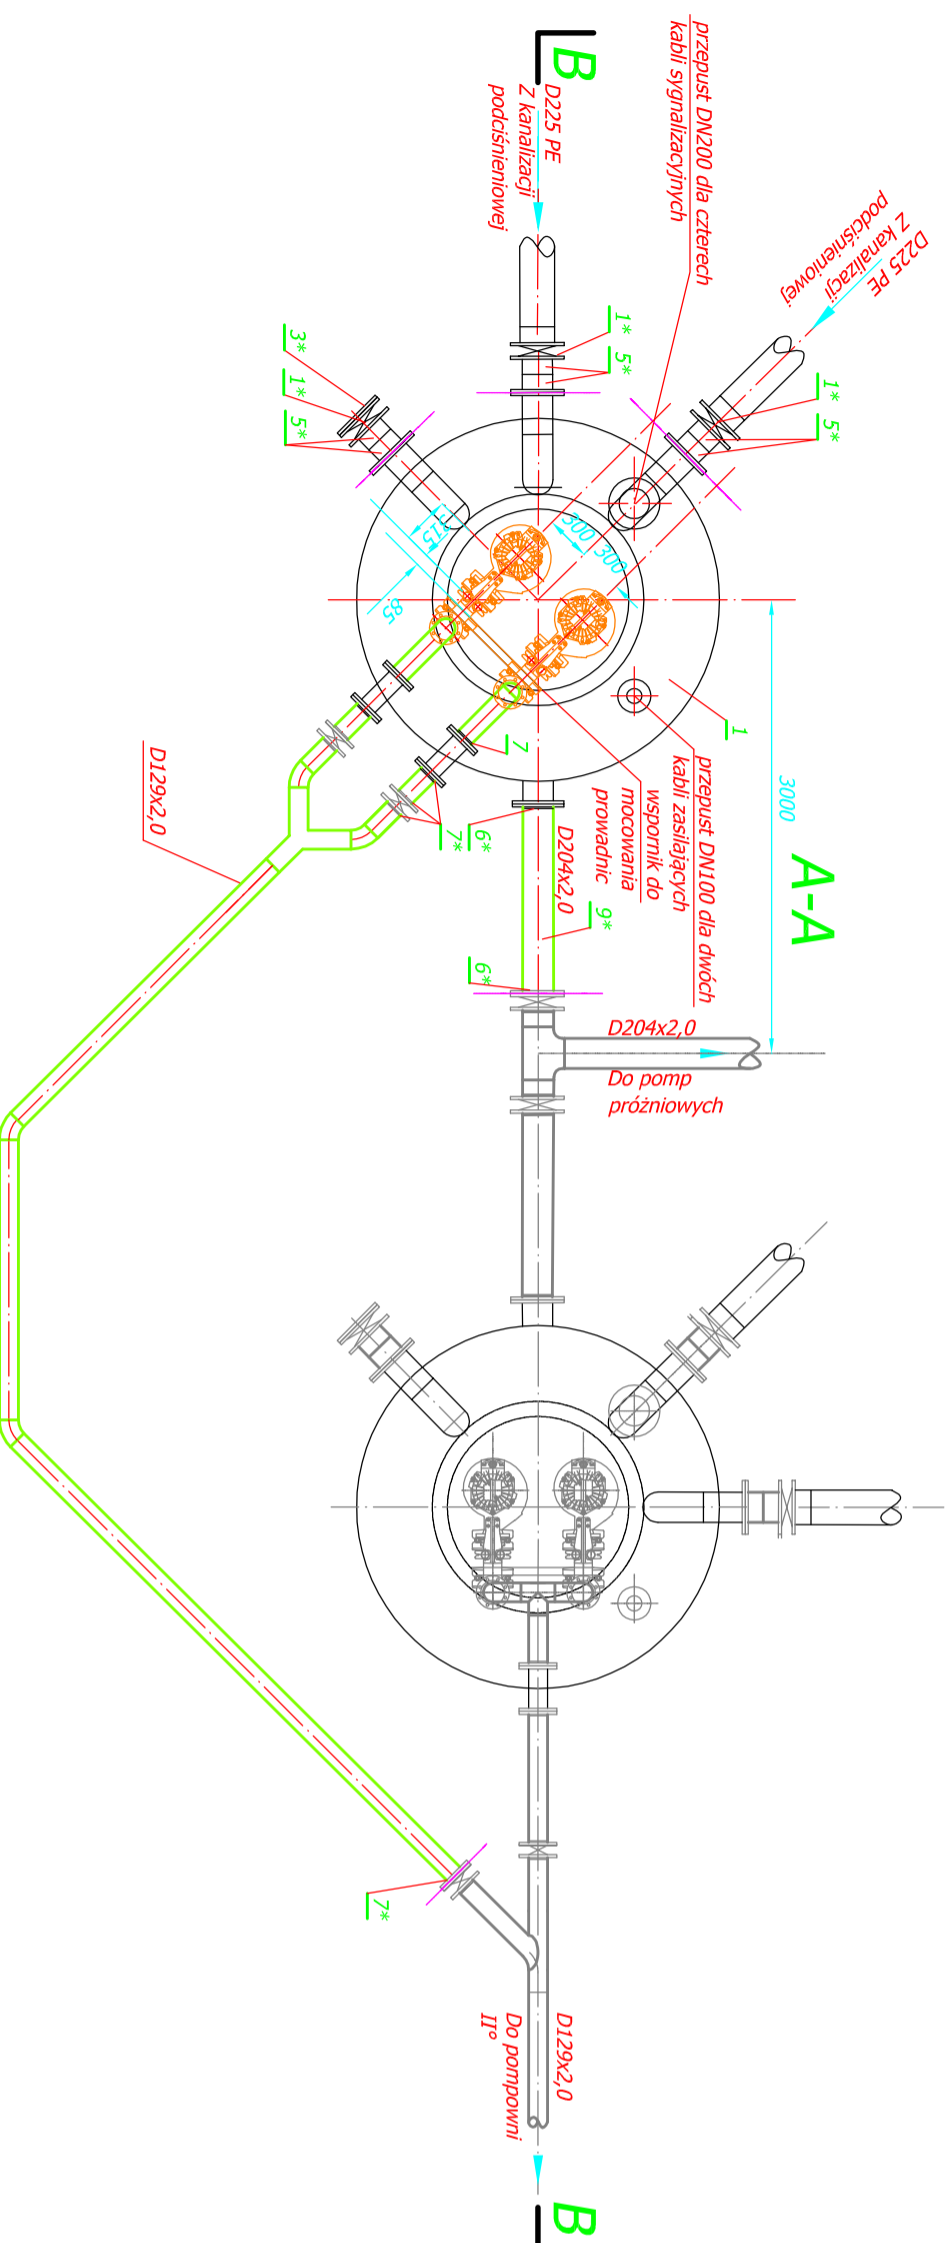 B
D225 PE
Z kanalizacji
podciśnieniowej
przepust DN200 dla czterech
kabli sygnalizacyjnych
D225 PE
Z kanalizacji
podciśnieniowej
1*
5*
1*
5*
3*
1*
5*
300
300
215
85
1
3000
A-A
przepust DN100 dla dwóch
kabli zasilających
wspornik do
mocowania
prowadnic
7
7*
6*
D204x2,0
9*
6*
D129x2,0
D204x2,0
Do pomp
próżniowych
7*
D129x2,0
Do pompowni
II°
B